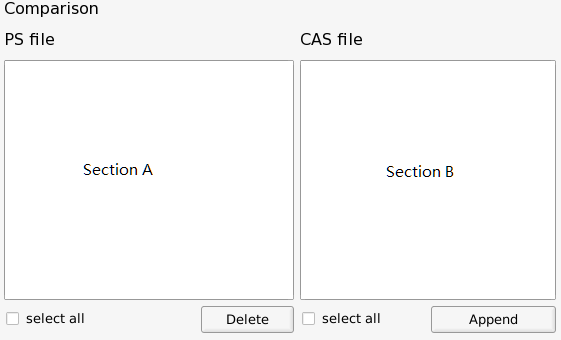 Comparison
PS file
CAS file
Section A
Section B
select all
Delete
select all
Append